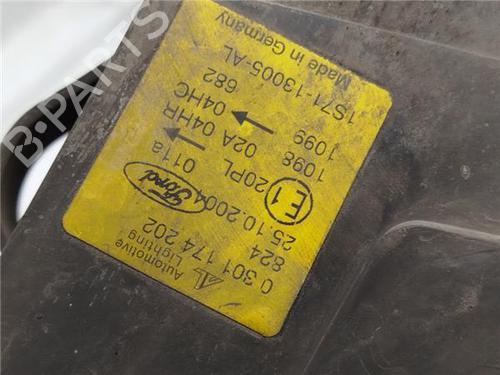 Automotive
Lighting
0 301 174 202
824
25.10.2004
Ford
E1
011a
20PL 02A 04HR 04HC
1098 1099 682
1S71-13005-AL
Made in Germany
B-PARTS